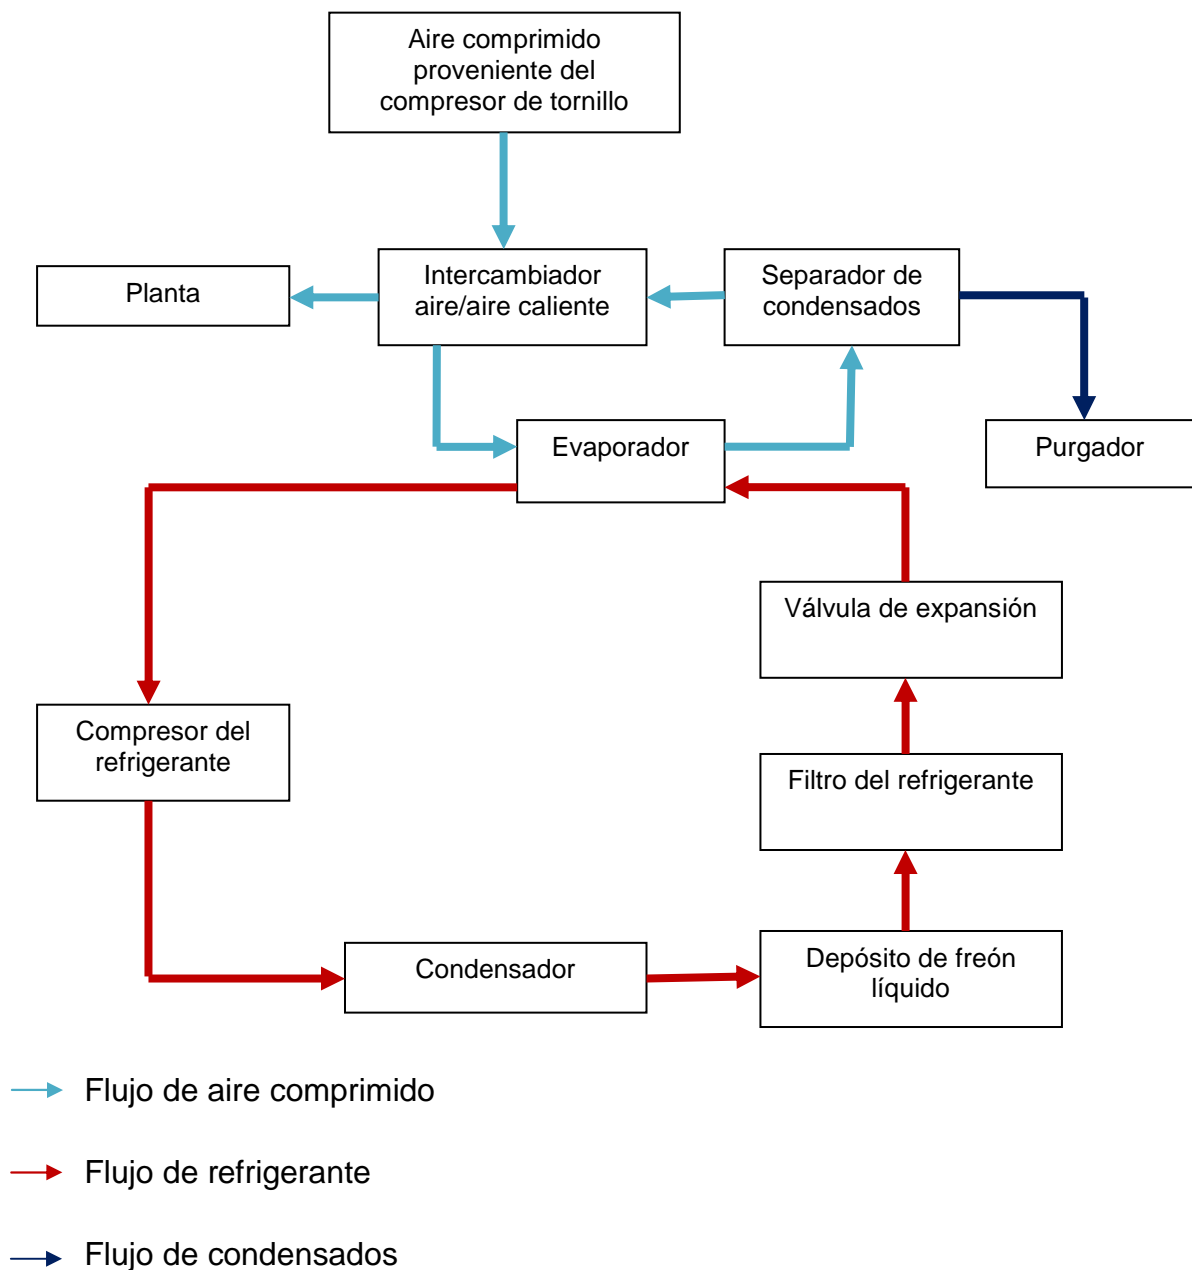 Aire comprimido
proveniente del
compresor de tornillo
Planta
Intercambiador
aire/aire caliente
Separador de
condensados
Evaporador
Purgador
Válvula de expansión
Compresor del
refrigerante
Filtro del refrigerante
Condensador
Depósito de freón
líquido
Flujo de aire comprimido
Flujo de refrigerante
Flujo de condensados